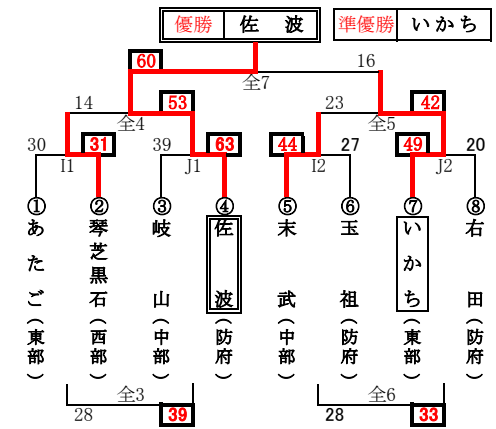 優勝 佐波 準優勝 いかち
60 16
全7
14 53 23 42
全4 全5
30 31 39 63 44 27 49 20
I1 J1 I2 J2
① ② ③ ④ ⑤ ⑥ ⑦ ⑧
あたご(東部)
琴芝黒石(西部)
岐山(中部)
佐波(防府)
末武(中部)
玉祖(防府)
いかち(東部)
右田(防府)
全3 全6
28 39 28 33